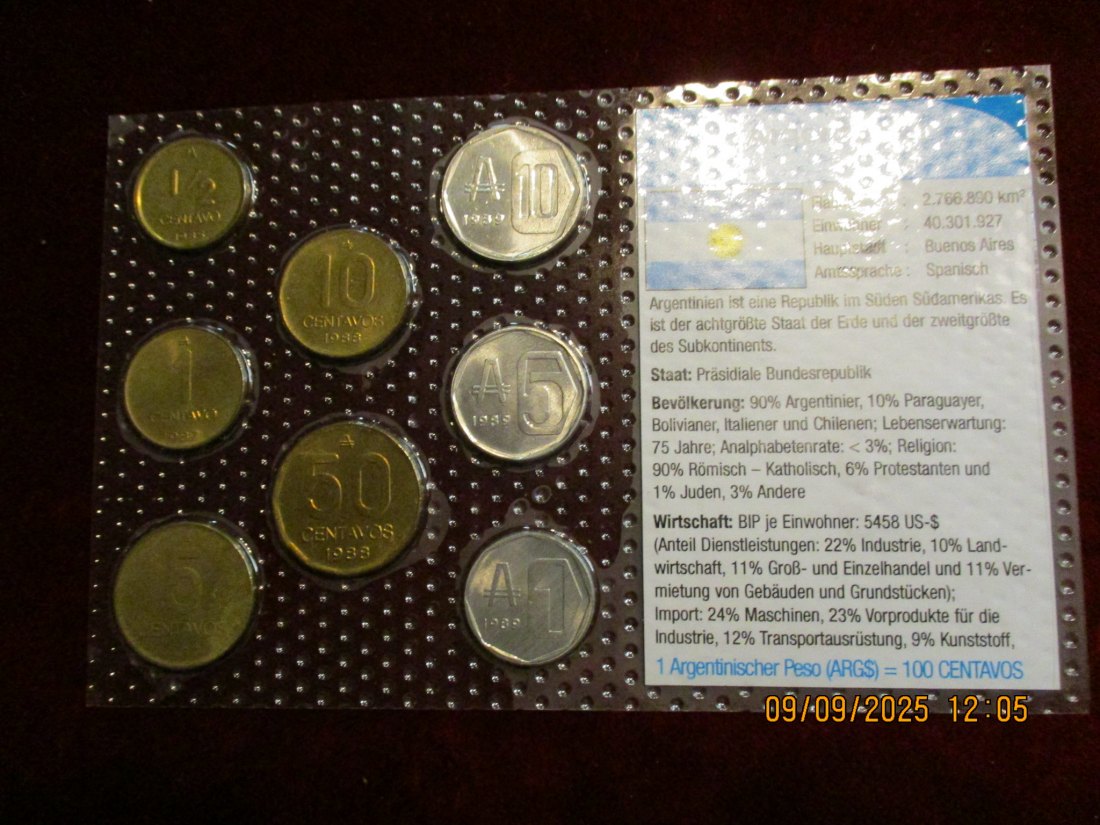 1/2
CENTAVO
A
10
1989
10
CENTAVOS
1988
1
CENTAVO
A
5
1989
50
CENTAVOS
1988
5
CENTAVOS
A
1
1989
2.766.890 km²
Einwohner : 40.301.927
Hauptstadt : Buenos Aires
Amtssprache : Spanisch
Argentinien ist eine Republik im Süden Südamerikas. Es
ist der achtgrößte Staat der Erde und der zweitgrößte
des Subkontinents.
Staat: Präsidiale Bundesrepublik
Bevölkerung: 90% Argentinier, 10% Paraguayer,
Bolivianer, Italiener und Chilenen; Lebenserwartung:
75 Jahre; Analphabetenrate: < 3%; Religion:
90% Römisch – Katholisch, 6% Protestanten und
1% Juden, 3% Andere
Wirtschaft: BIP je Einwohner: 5458 US-$
(Anteil Dienstleistungen: 22% Industrie, 10% Land-
wirtschaft, 11% Groß- und Einzelhandel und 11% Ver-
mietung von Gebäuden und Grundstücken);
Import: 24% Maschinen, 23% Vorprodukte für die
Industrie, 12% Transportausrüstung, 9% Kunststoff,
1 Argentinischer Peso (ARG$) = 100 CENTAVOS
09/09/2025 12:05